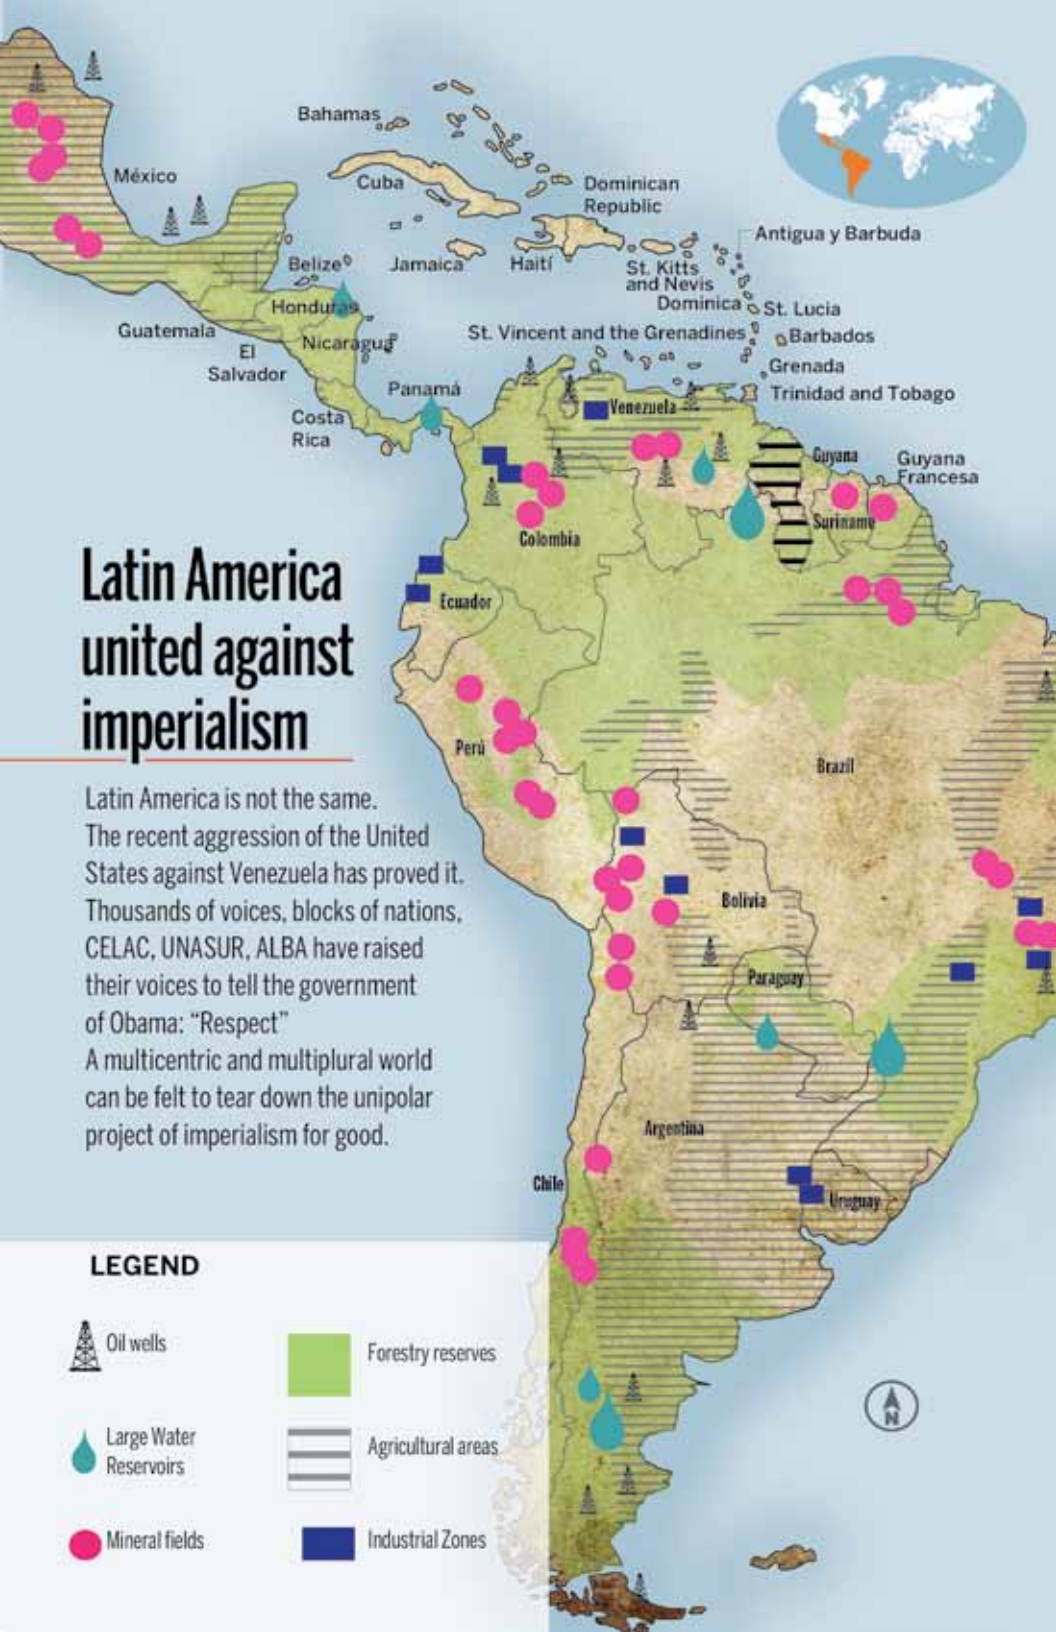 Bahamas
México
Cuba
Dominican
Republic
Antigua y Barbuda
Belize
Jamaica
Haití
St. Kitts
and Nevis
Dominica
St. Lucia
Honduras
Guatemala
Nicaragua
St. Vincent and the Grenadines
Barbados
El
Salvador
Grenada
Panamá
Trinidad and Tobago
Costa
Rica
Venezuela
Guyana
Guyana
Francesa
Suriname
Colombia
Ecuador
Latin America
united against
imperialism
Perú
Brazil
Latin America is not the same.
The recent aggression of the United
States against Venezuela has proved it.
Thousands of voices, blocks of nations,
CELAC, UNASUR, ALBA have raised
their voices to tell the government
of Obama: “Respect”
A multicentric and multiplural world
can be felt to tear down the unipolar
project of imperialism for good.
Bolivia
Paraguay
Argentina
Chile
Uruguay
LEGEND
Oil wells
Forestry reserves
Large Water
Reservoirs
Agricultural areas
Mineral fields
Industrial Zones
N